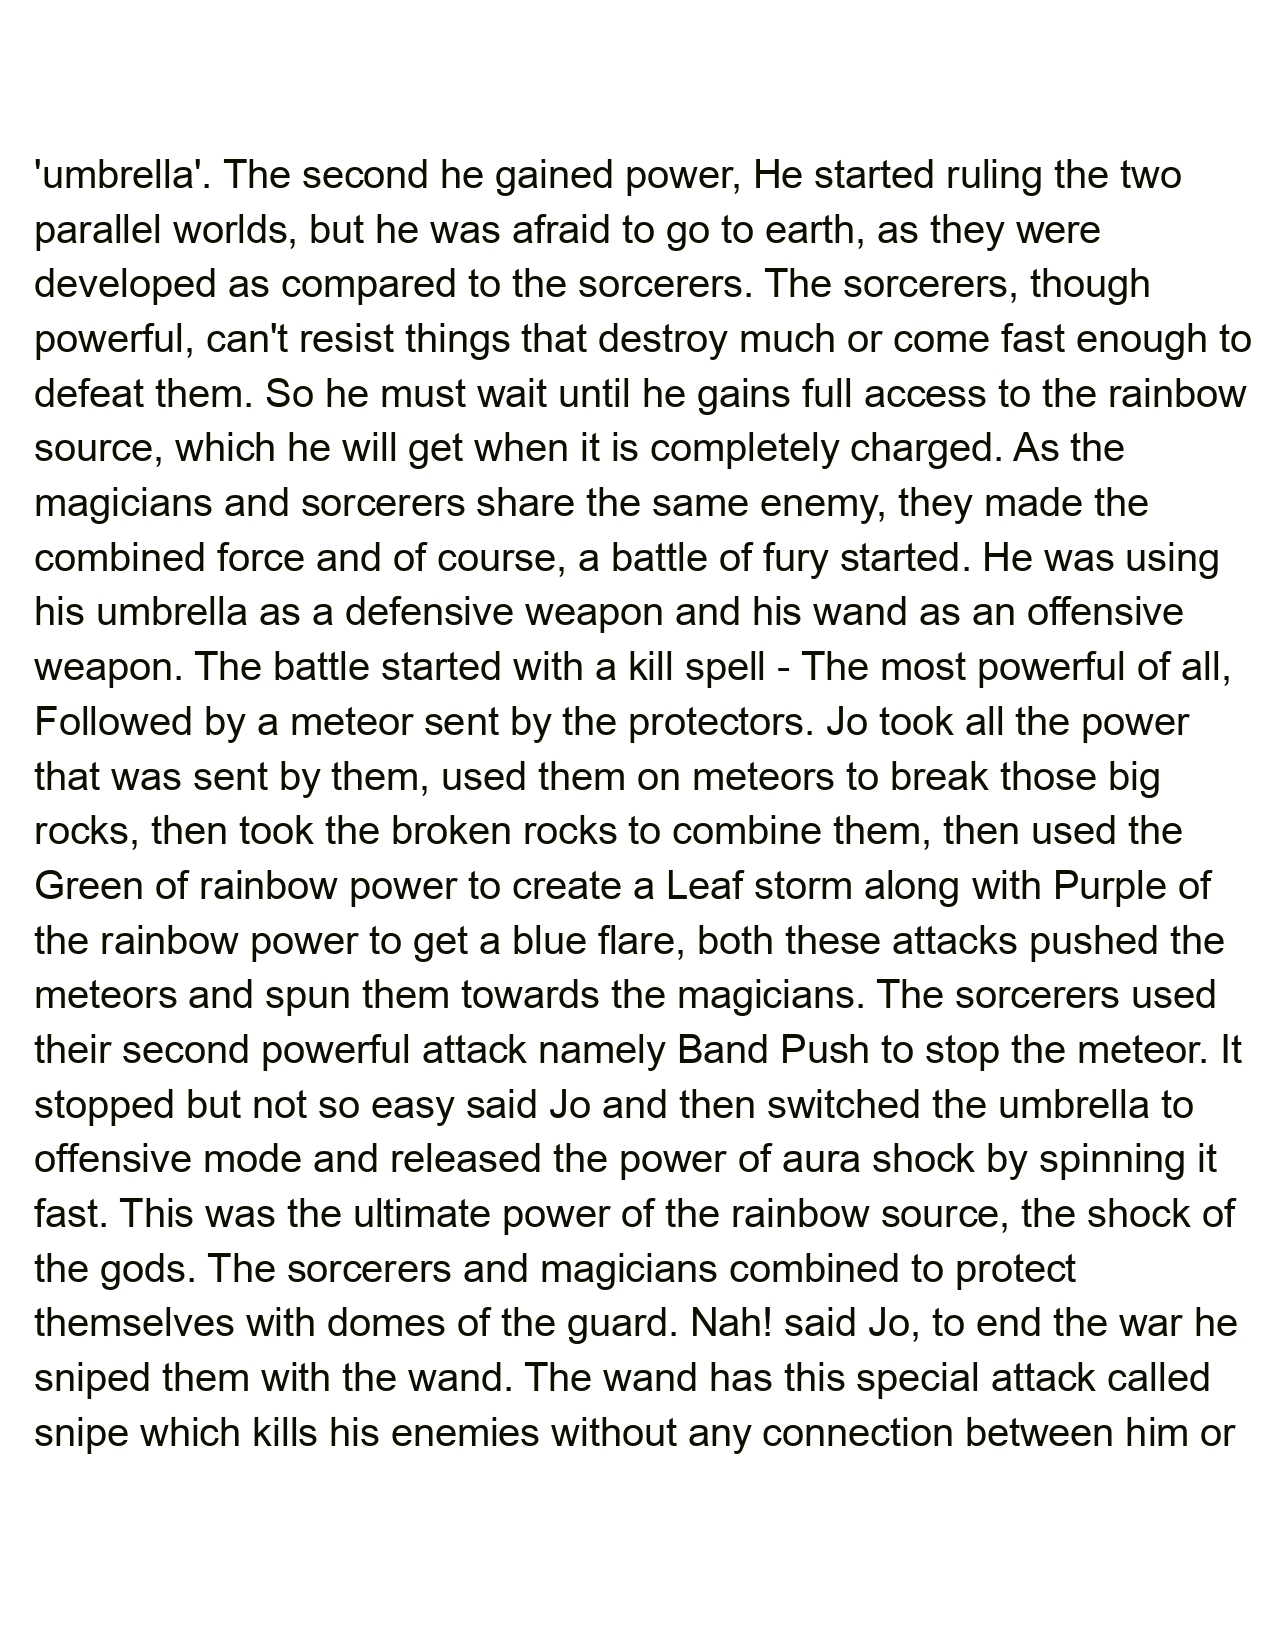 'umbrella'. The second he gained power, He started ruling the two
parallel worlds, but he was afraid to go to earth, as they were
developed as compared to the sorcerers. The sorcerers, though
powerful, can't resist things that destroy much or come fast enough to
defeat them. So he must wait until he gains full access to the rainbow
source, which he will get when it is completely charged. As the
magicians and sorcerers share the same enemy, they made the
combined force and of course, a battle of fury started. He was using
his umbrella as a defensive weapon and his wand as an offensive
weapon. The battle started with a kill spell - The most powerful of all,
Followed by a meteor sent by the protectors. Jo took all the power
that was sent by them, used them on meteors to break those big
rocks, then took the broken rocks to combine them, then used the
Green of rainbow power to create a Leaf storm along with Purple of
the rainbow power to get a blue flare, both these attacks pushed the
meteors and spun them towards the magicians. The sorcerers used
their second powerful attack namely Band Push to stop the meteor. It
stopped but not so easy said Jo and then switched the umbrella to
offensive mode and released the power of aura shock by spinning it
fast. This was the ultimate power of the rainbow source, the shock of
the gods. The sorcerers and magicians combined to protect
themselves with domes of the guard. Nah! said Jo, to end the war he
sniped them with the wand. The wand has this special attack called
snipe which kills his enemies without any connection between him or